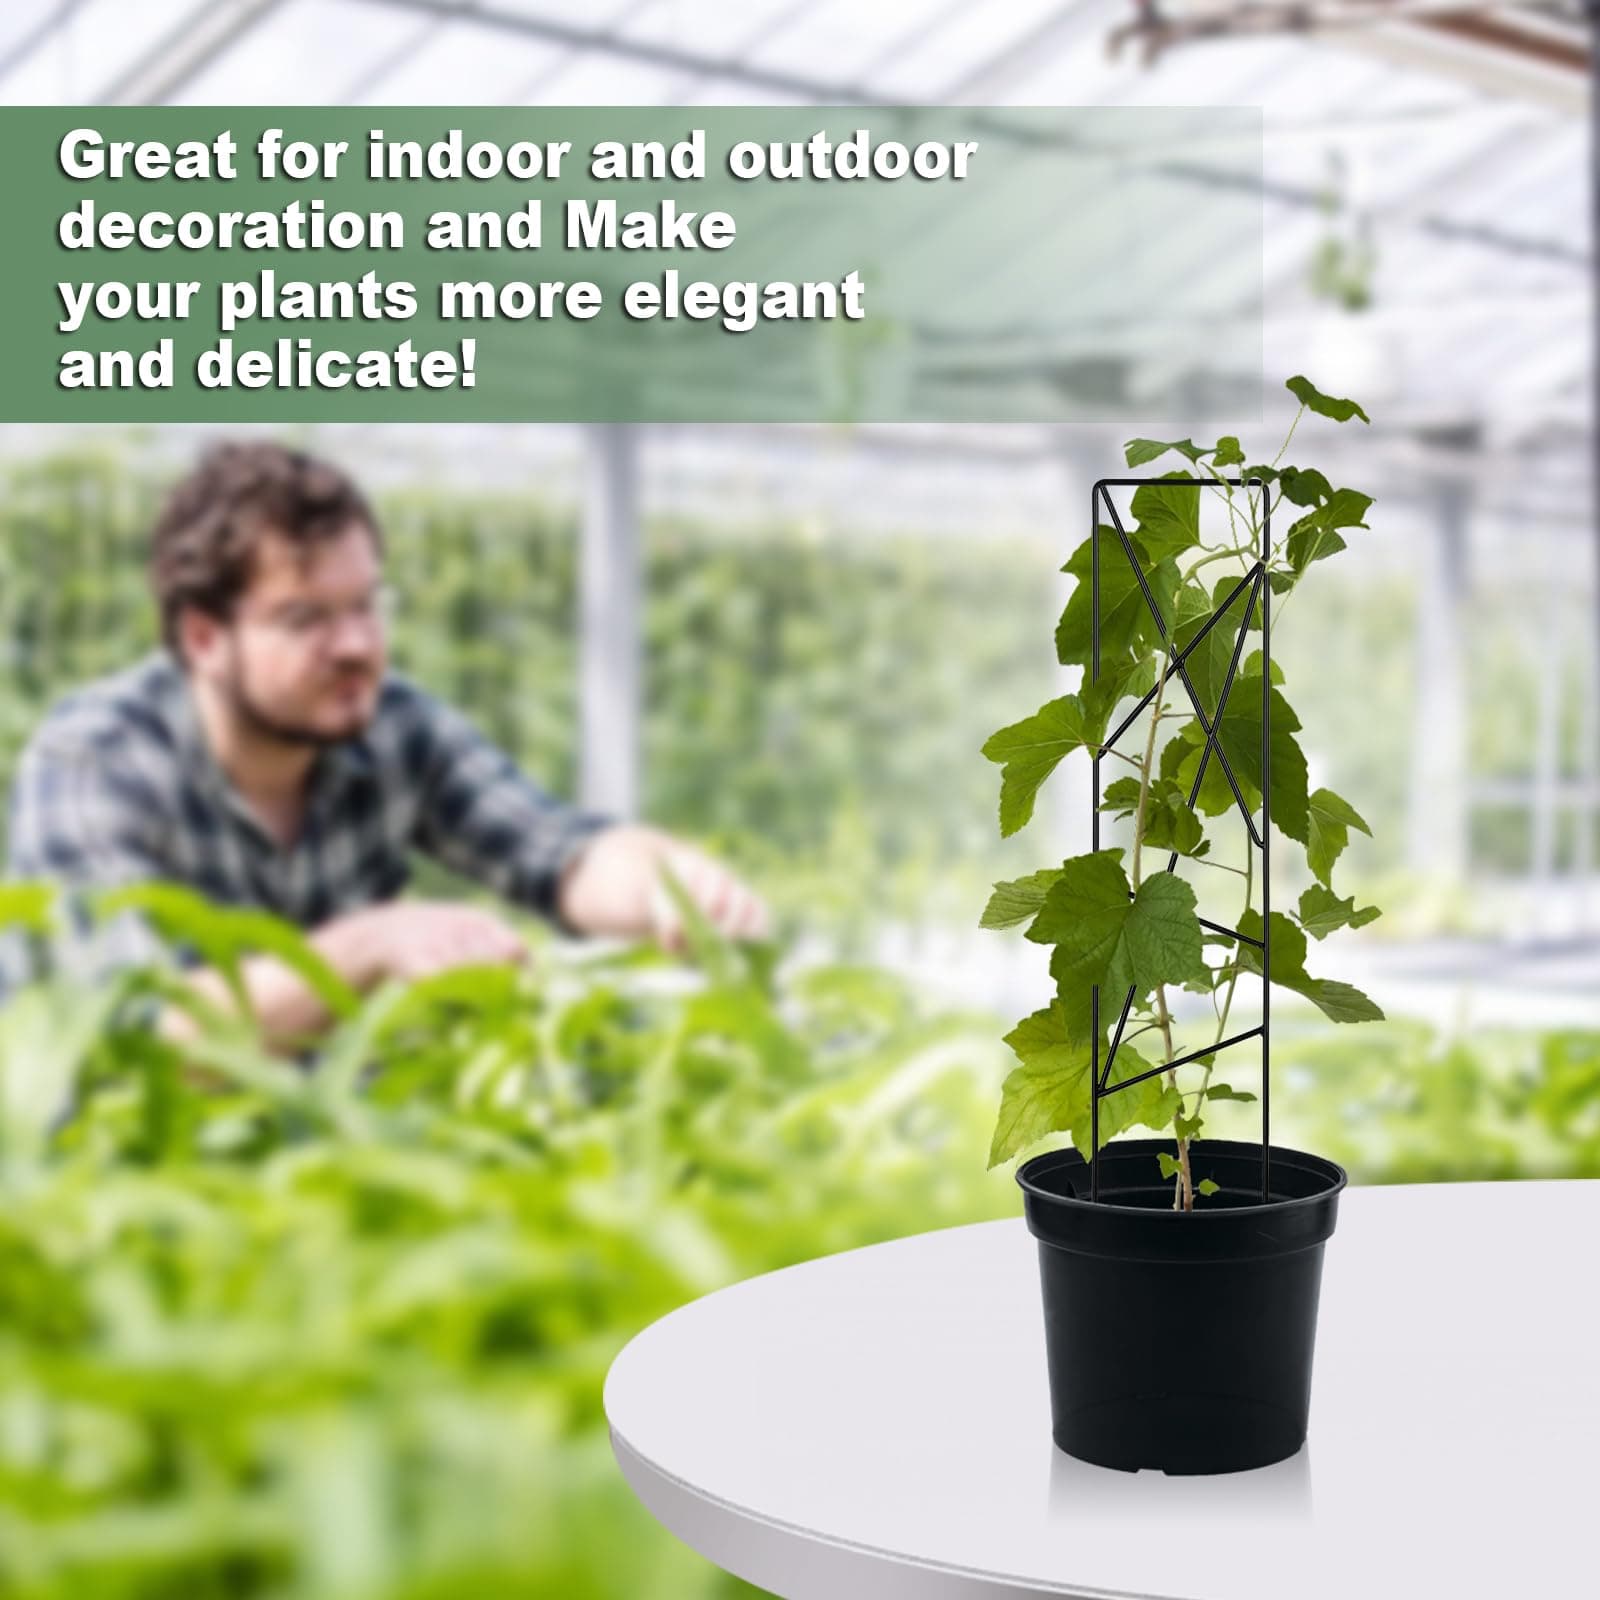 Great for indoor and outdoor
decoration and Make
your plants more elegant
and delicate!